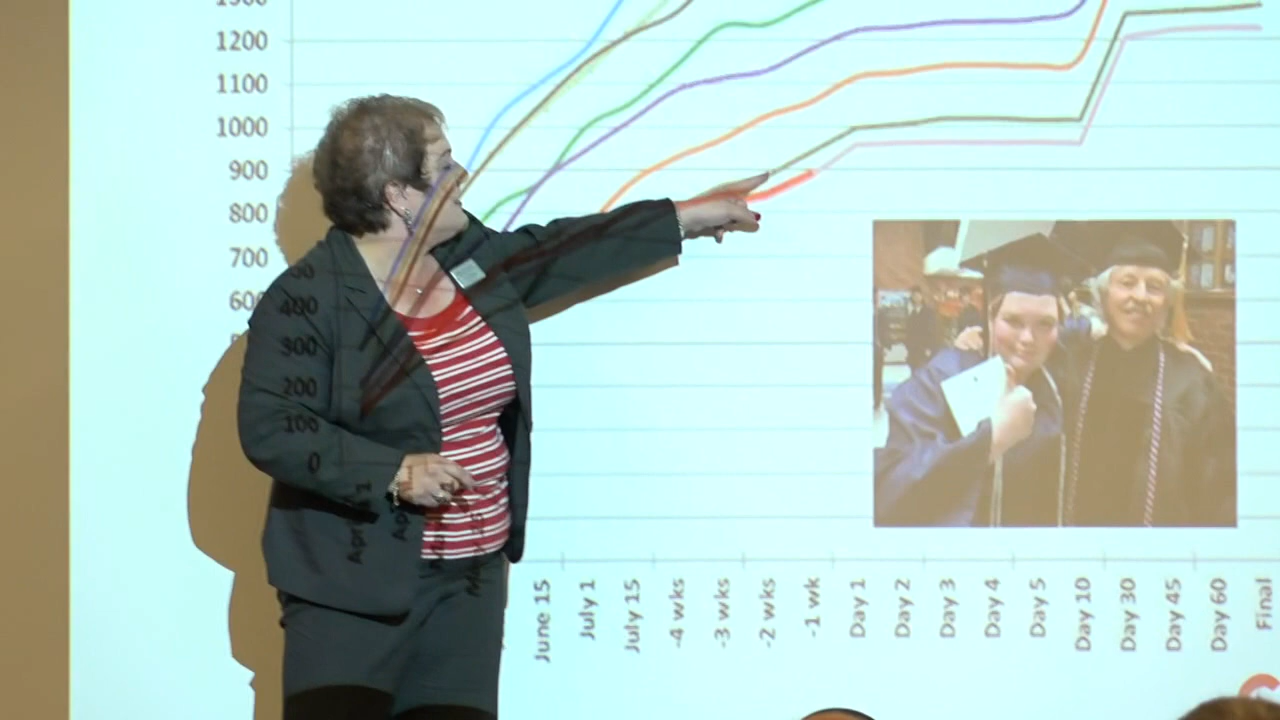 1300
1200
1100
1000
900
800
700
400
300
200
100
0
June 15
July 1
July 15
-4 wks
-3 wks
-2 wks
-1 wk
Day 1
Day 2
Day 3
Day 4
Day 5
Day 10
Day 30
Day 45
Day 60
Final